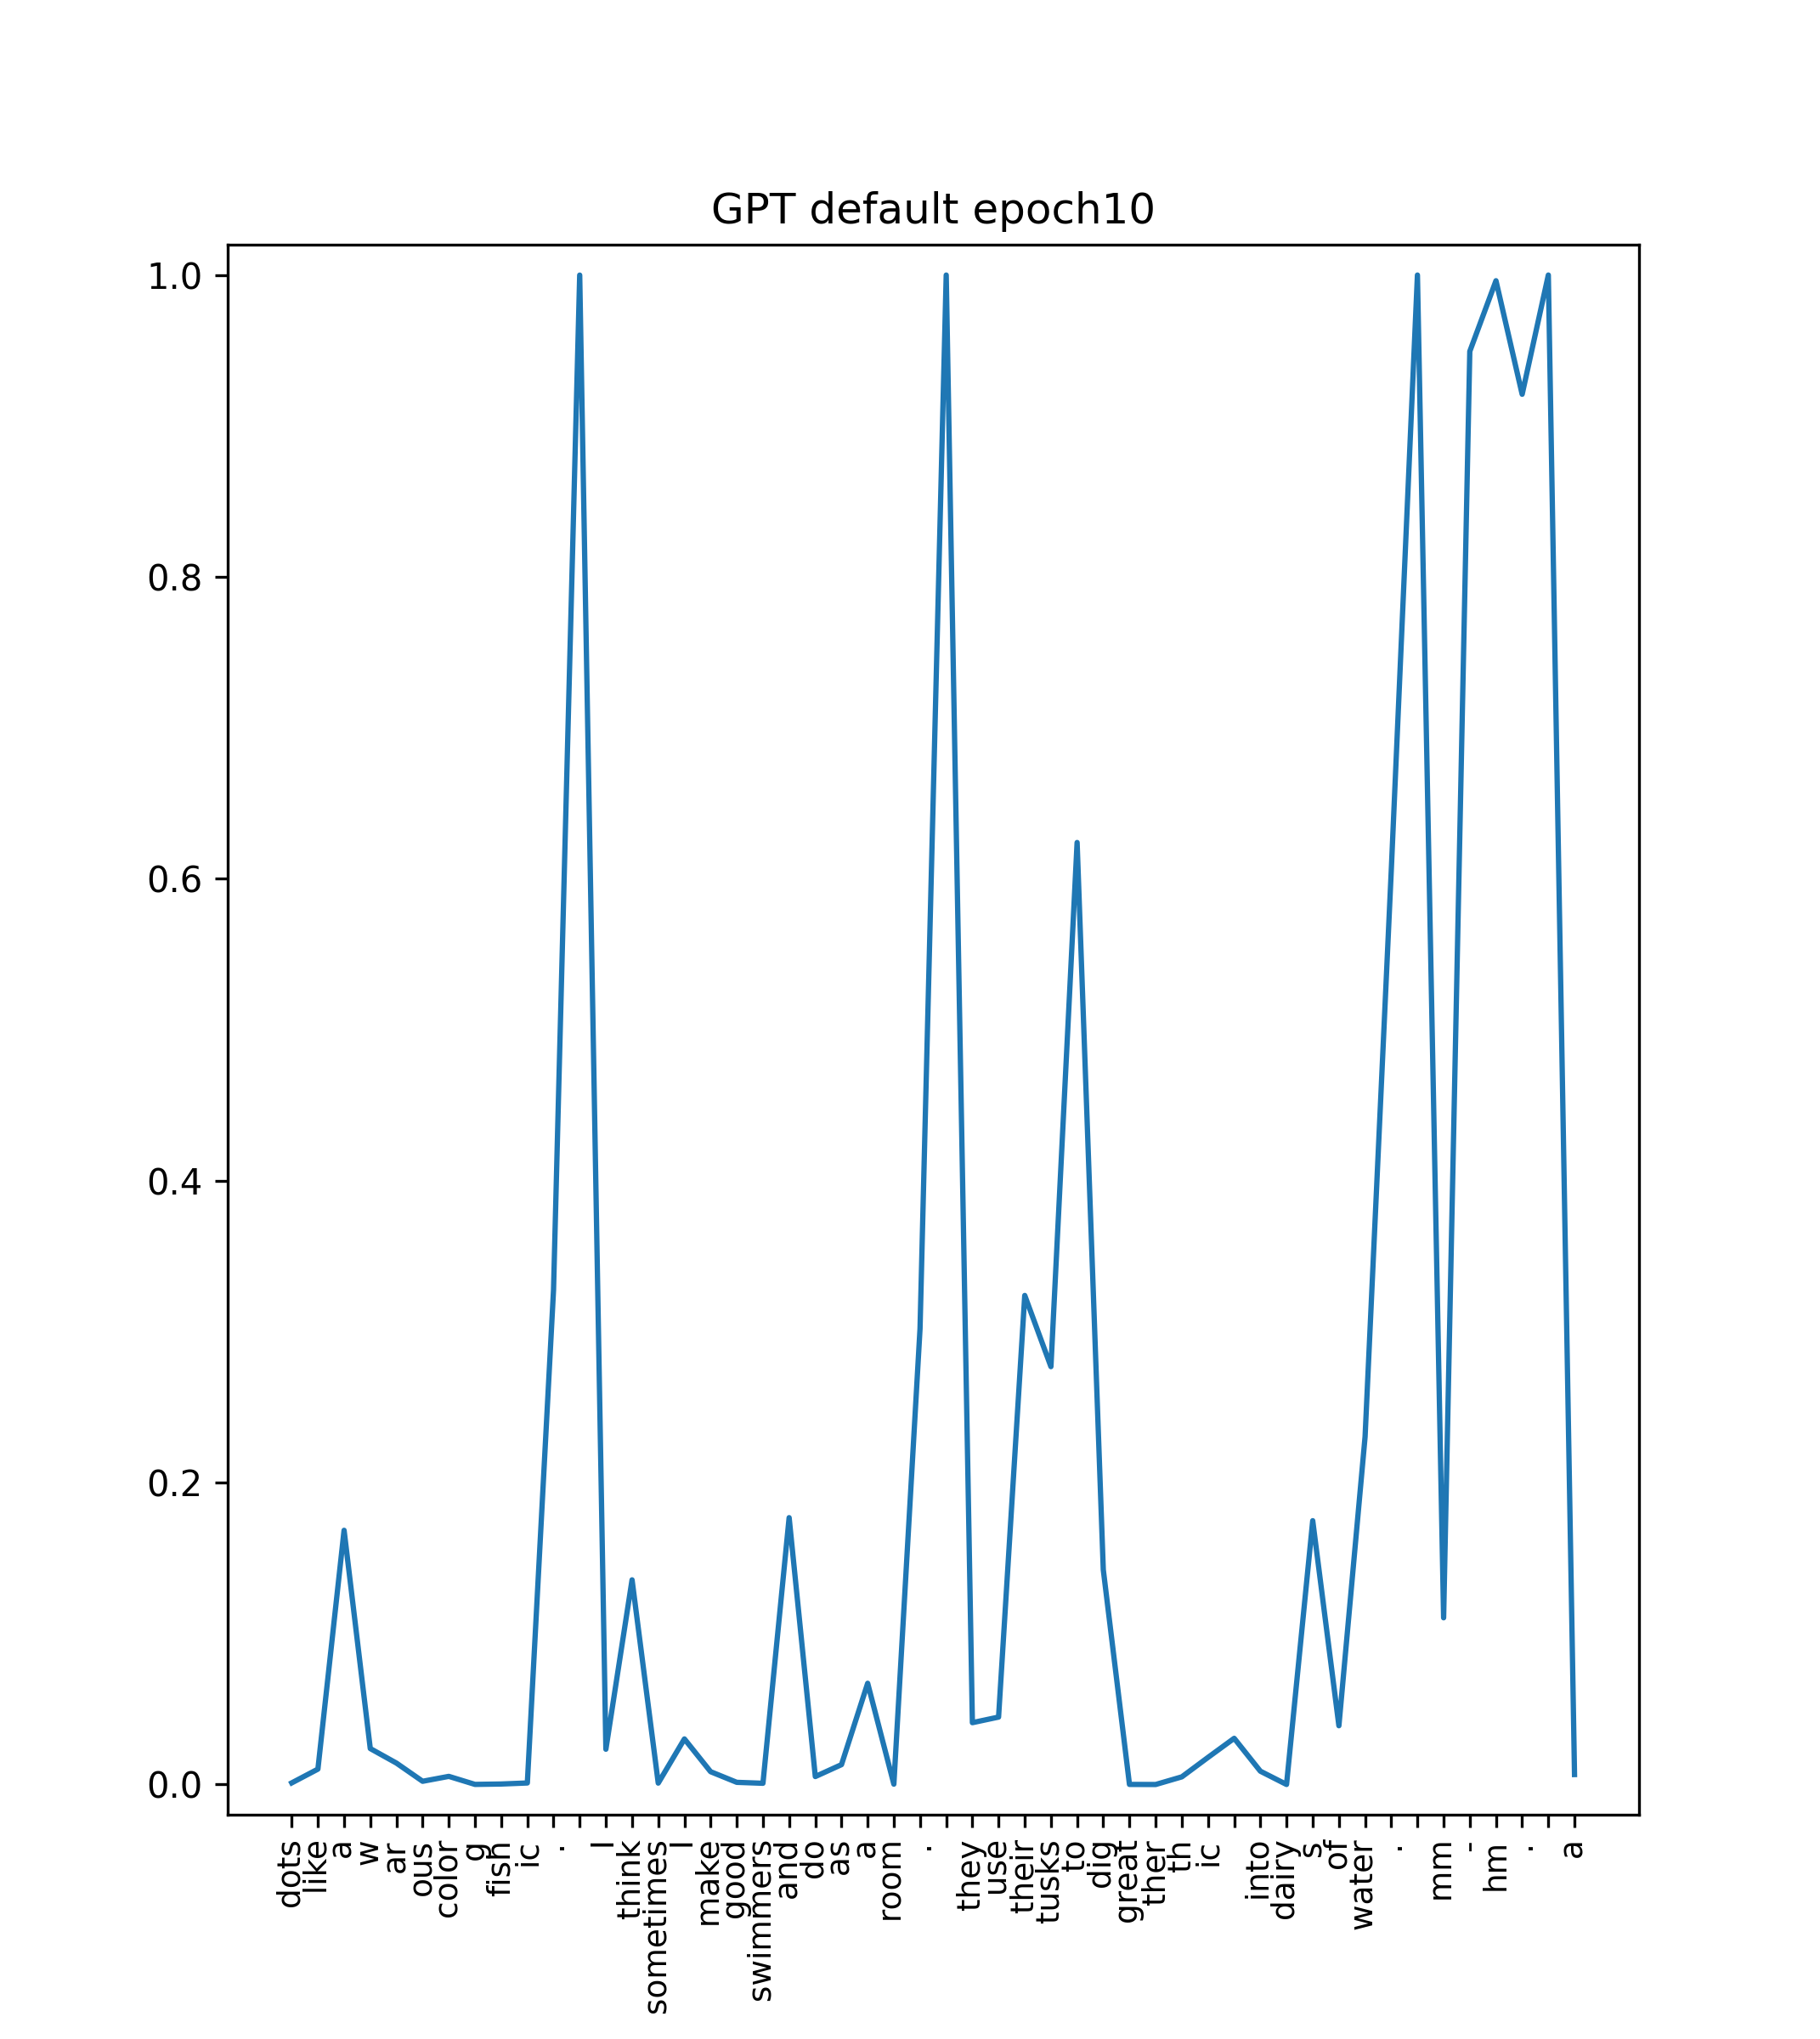 GPT default epoch10
1.0
0.8
0.6
0.4
0.2
0.0
dots
like
a
w
ar
ous
color
g
fish
ic
.
I
think
sometimes
I
make
good
swimmers
and
do
as
a
room
.
they
use
their
tusks
to
dig
great
ther
th
ic
into
dairy
s
of
water
.
mm
-
hm
.
a